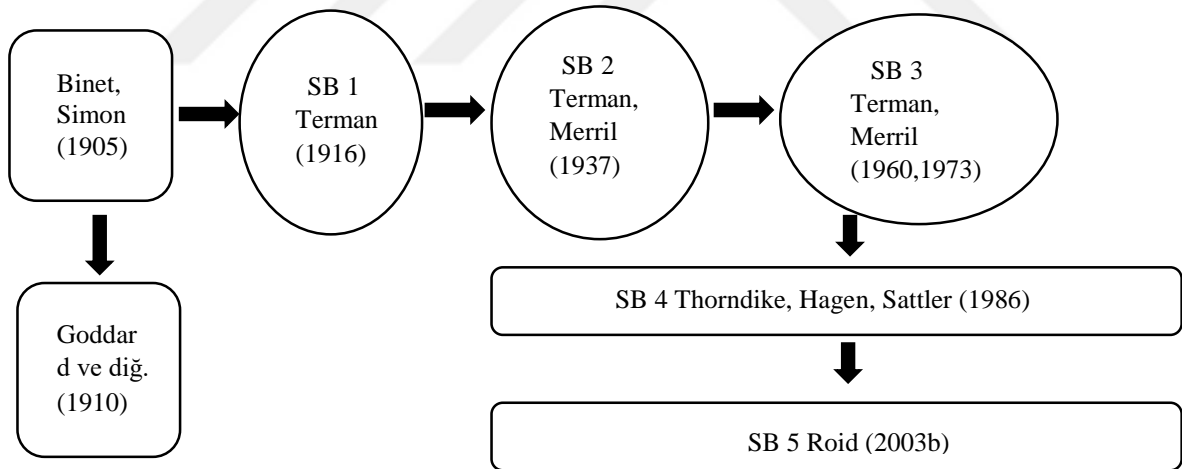 Binet,
Simon
(1905)
SB 1
Terman
(1916)
SB 2
Terman,
Merril
(1937)
SB 3
Terman,
Merril
(1960,1973)
Goddar
d ve diğ.
(1910)
SB 4 Thorndike, Hagen, Sattler (1986)
SB 5 Roid (2003b)